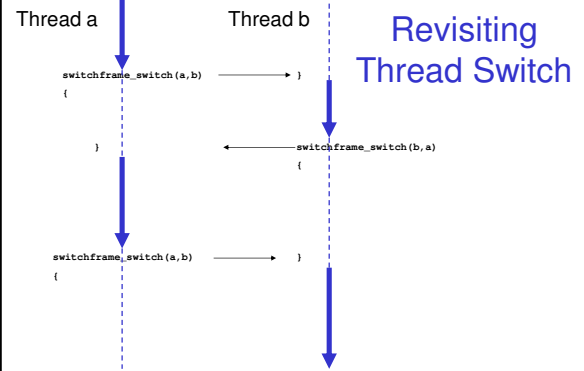 Thread a
Thread b
Revisiting
Thread Switch
switchframe_switch(a,b)
}
{
}
switchframe_switch(b,a)
{
switchframe_switch(a,b)
}
{